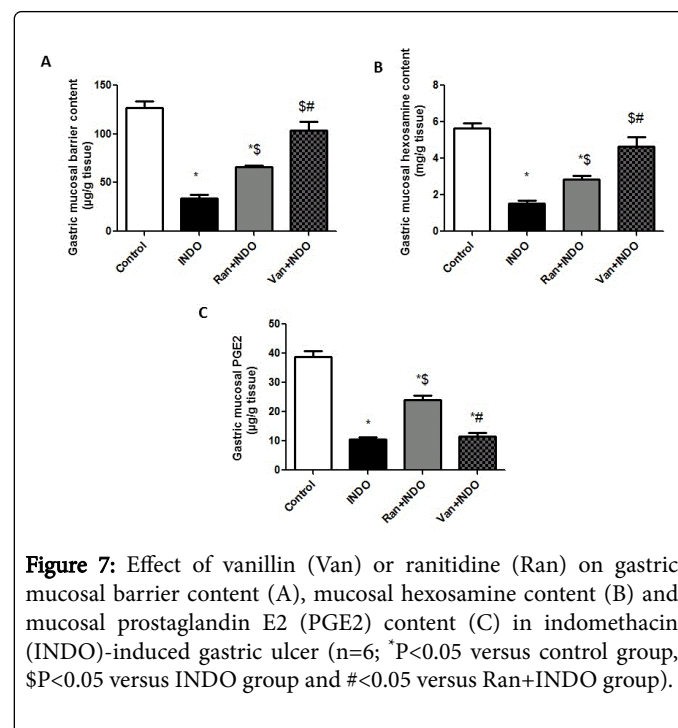 A
150
100
50
0
Gastric mucosal barrier content
(µg/g tissue)
*
*$
$#
Control
INDO
Ran+INDO
Van+INDO
B
8
6
4
2
0
Gastric mucosal hexosamine content
(mg/g tissue)
*
*$
$#
Control
INDO
Ran+INDO
Van+INDO
C
50
40
30
20
10
0
Gastric mucosal PGE2
(µg/g tissue)
*
*$
*#
Control
INDO
Ran+INDO
Van+INDO
Figure 7: Effect of vanillin (Van) or ranitidine (Ran) on gastric
mucosal barrier content (A), mucosal hexosamine content (B) and
mucosal prostaglandin E2 (PGE2) content (C) in indomethacin
(INDO)-induced gastric ulcer (n=6; *P<0.05 versus control group,
$P<0.05 versus INDO group and #<0.05 versus Ran+INDO group).